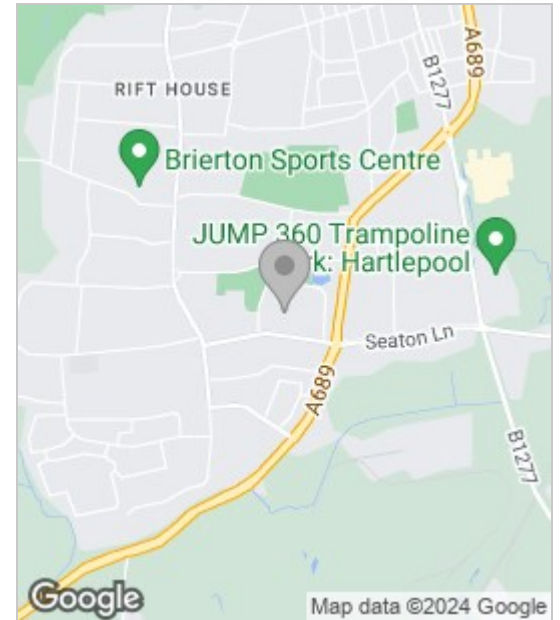 A689
B1277
RIFT HOUSE
Brierton Sports Centre
JUMP 360 Trampoline
k: Hartlepool
Seaton Ln
A689
B1277
Google
Map data ©2024 Google